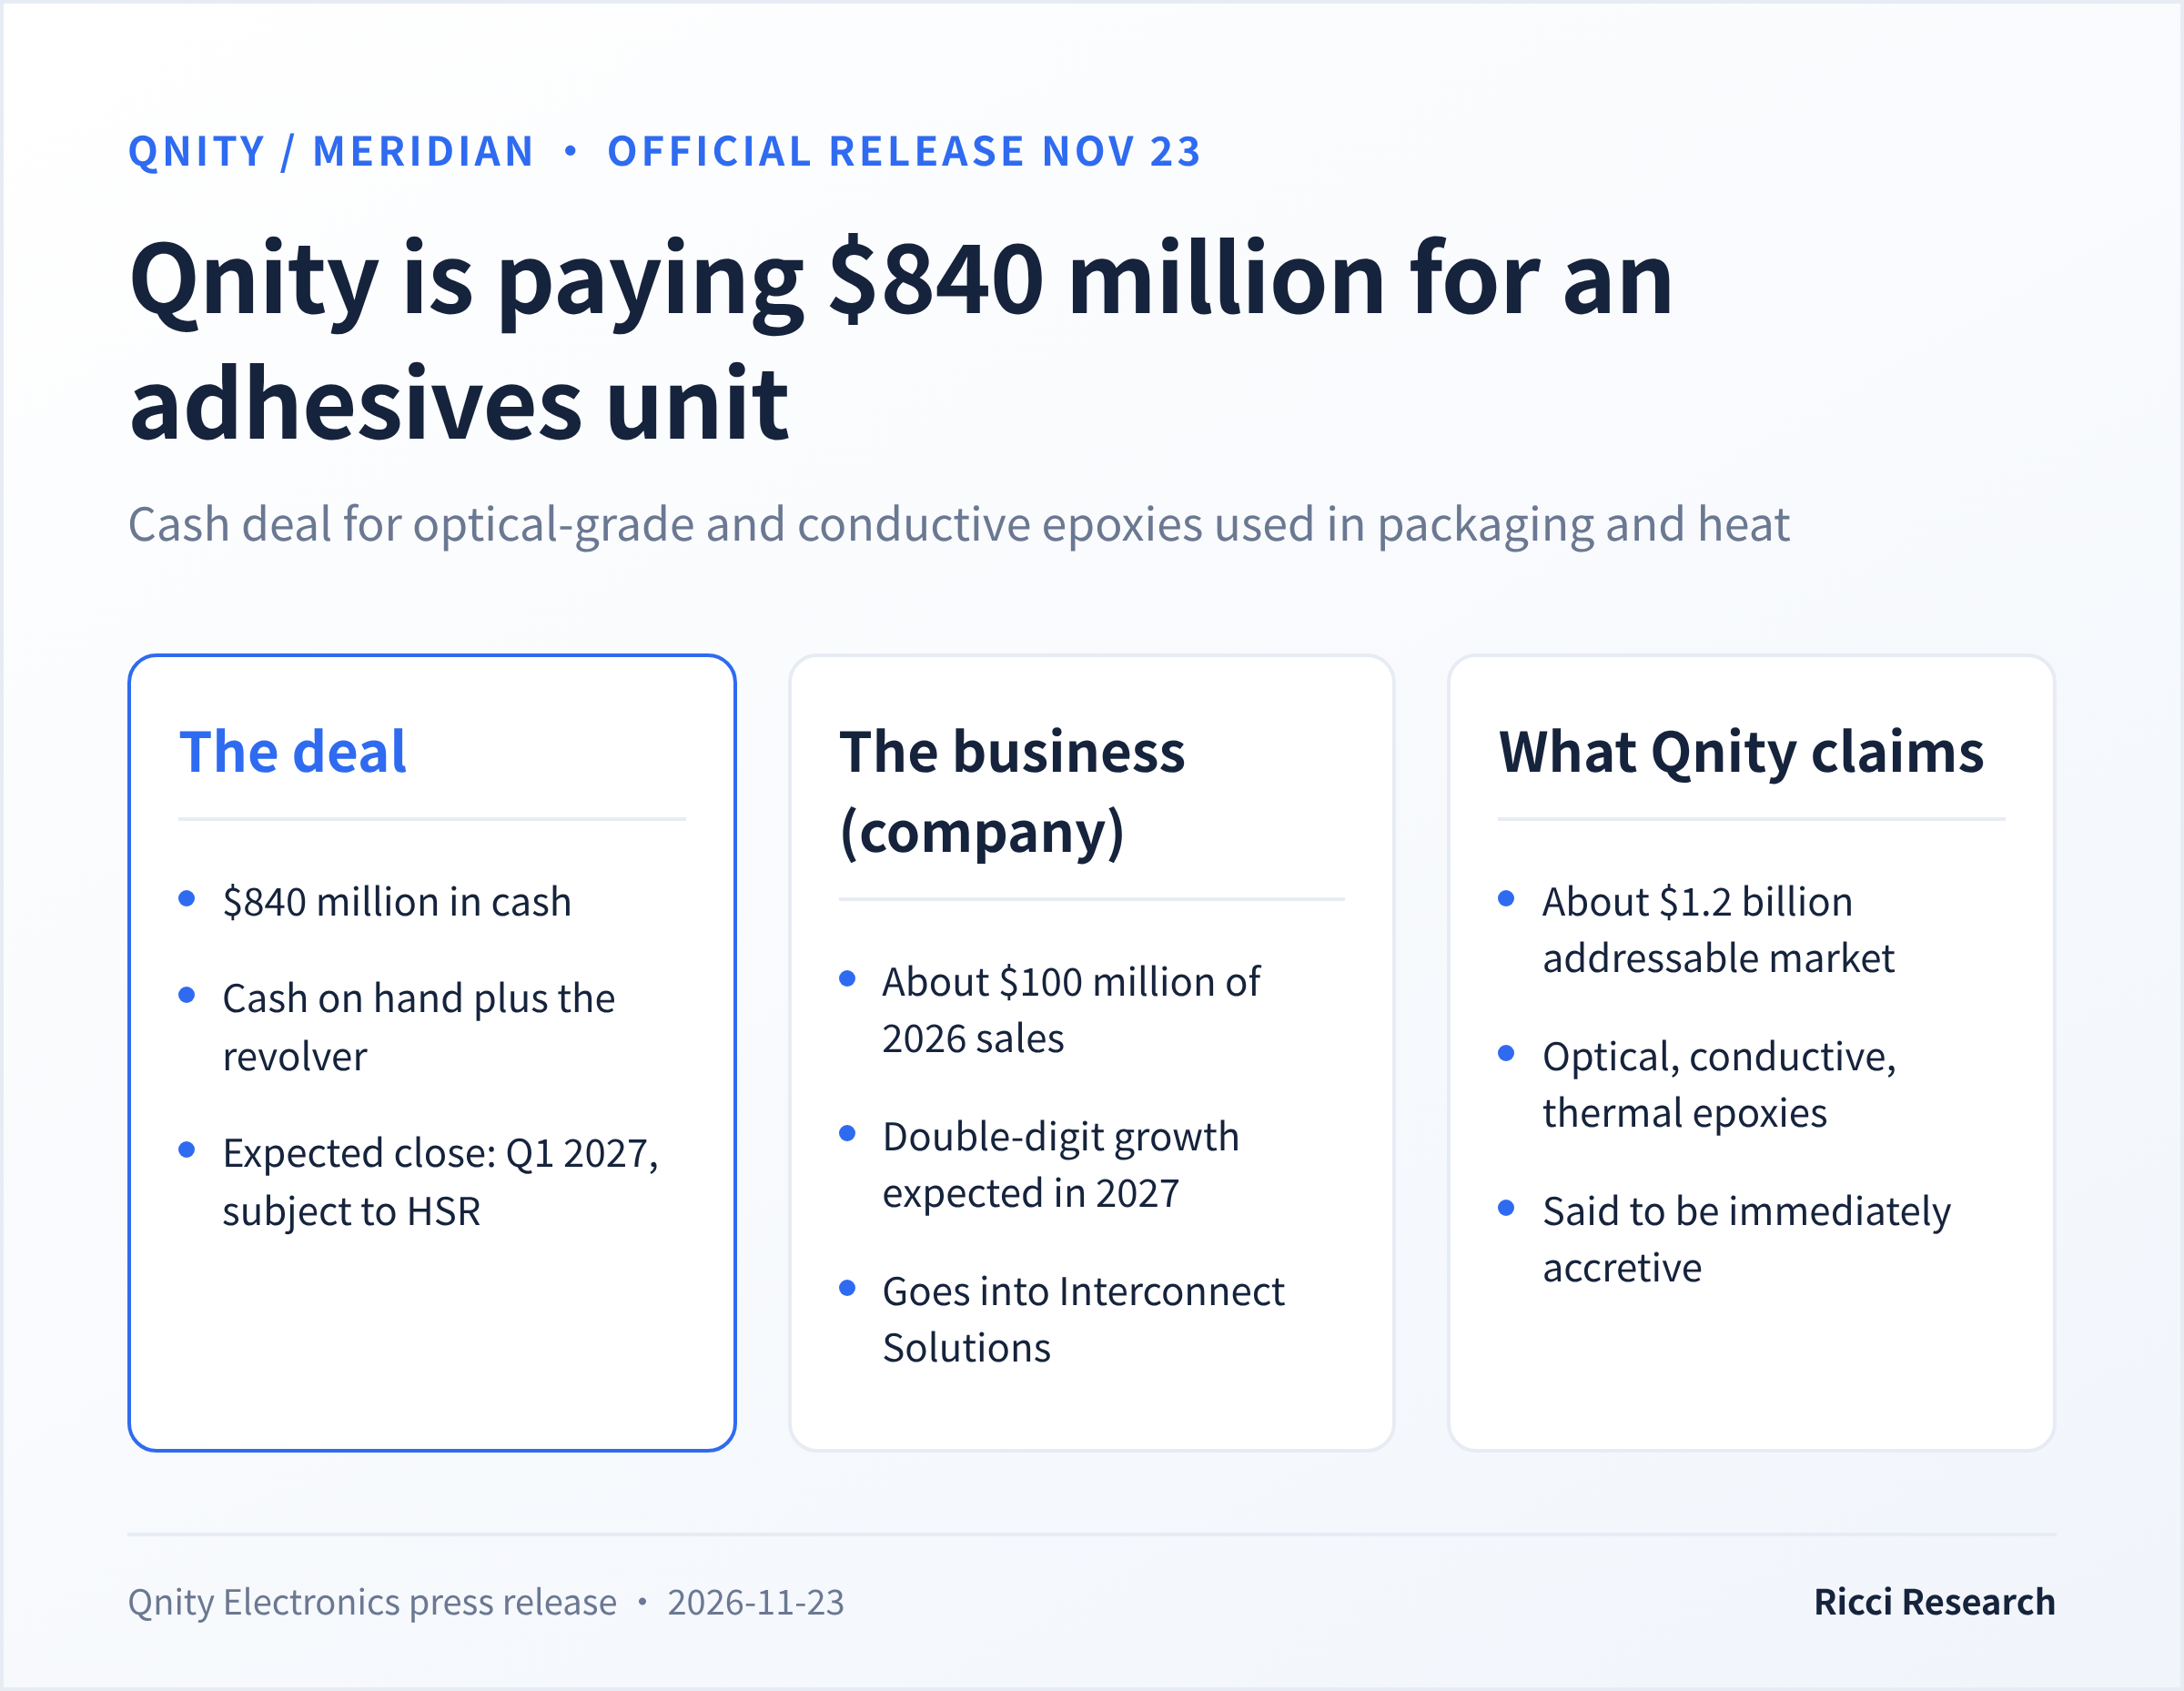 QNITY / MERIDIAN • OFFICIAL RELEASE NOV 23
Qnity is paying $840 million for an
adhesives unit
Cash deal for optical-grade and conductive epoxies used in packaging and heat
The deal
• $840 million in cash
• Cash on hand plus the
revolver
• Expected close: Q1 2027,
subject to HSR
The business
(company)
• About $100 million of
2026 sales
• Double-digit growth
expected in 2027
• Goes into Interconnect
Solutions
What Qnity claims
• About $1.2 billion
addressable market
• Optical, conductive,
thermal epoxies
• Said to be immediately
accretive
Qnity Electronics press release • 2026-11-23
Ricci Research